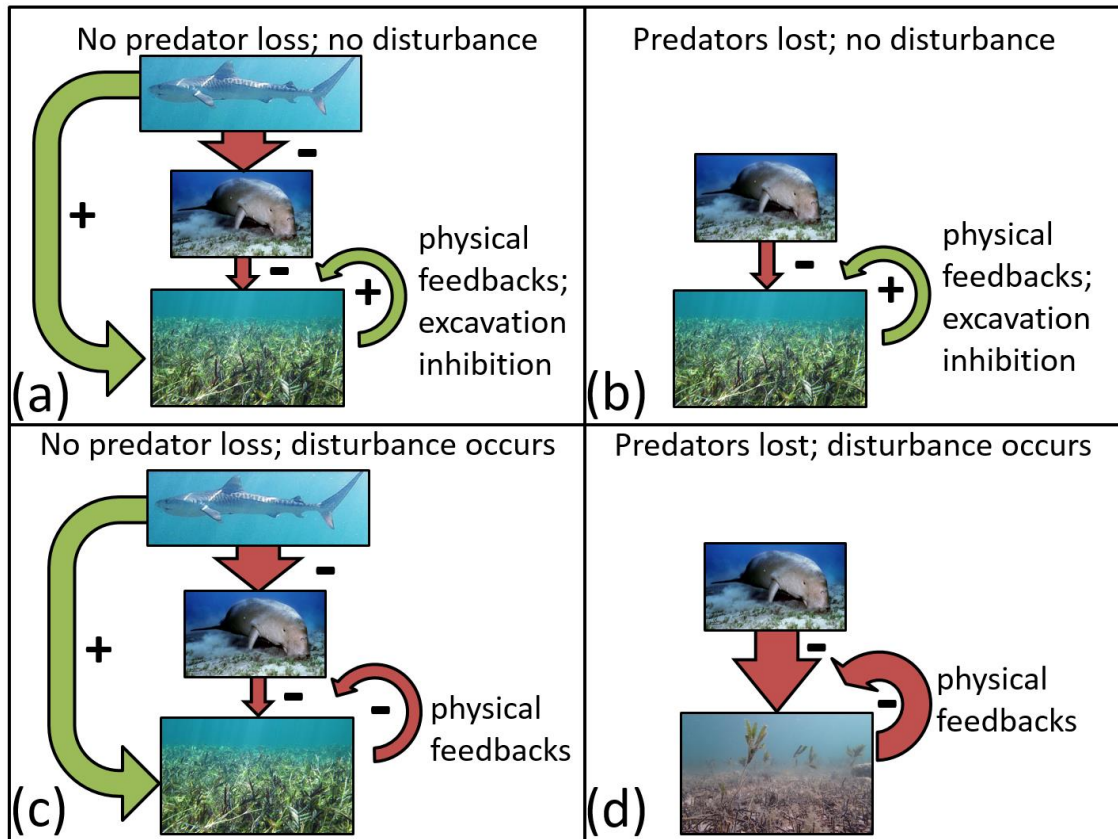 No predator loss; no disturbance
-
+
-
+
physical
feedbacks;
excavation
inhibition
(a)
Predators lost; no disturbance
-
+
physical
feedbacks;
excavation
inhibition
(b)
No predator loss; disturbance occurs
-
+
-
-
physical
feedbacks
(c)
Predators lost; disturbance occurs
-
-
physical
feedbacks
(d)